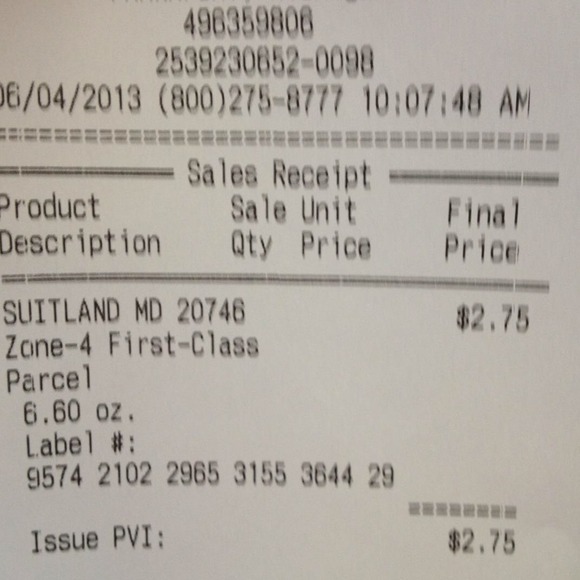 496359806
2539230652-0098
06/04/2013 (800)275-8777 10:07:48 AM
Sales Receipt
Product Sale Unit Final
Description Qty Price Price
SUITLAND MD 20746 $2.75
Zone-4 First-Class
Parcel
6.60 oz.
Label #:
9574 2102 2965 3155 3644 29
Issue PVI: $2.75